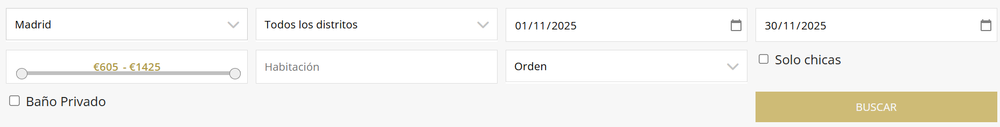 Madrid
Todos los distritos
01/11/2025
30/11/2025
€605 - €1425
Habitación
Orden
Solo chicas
Baño Privado
BUSCAR